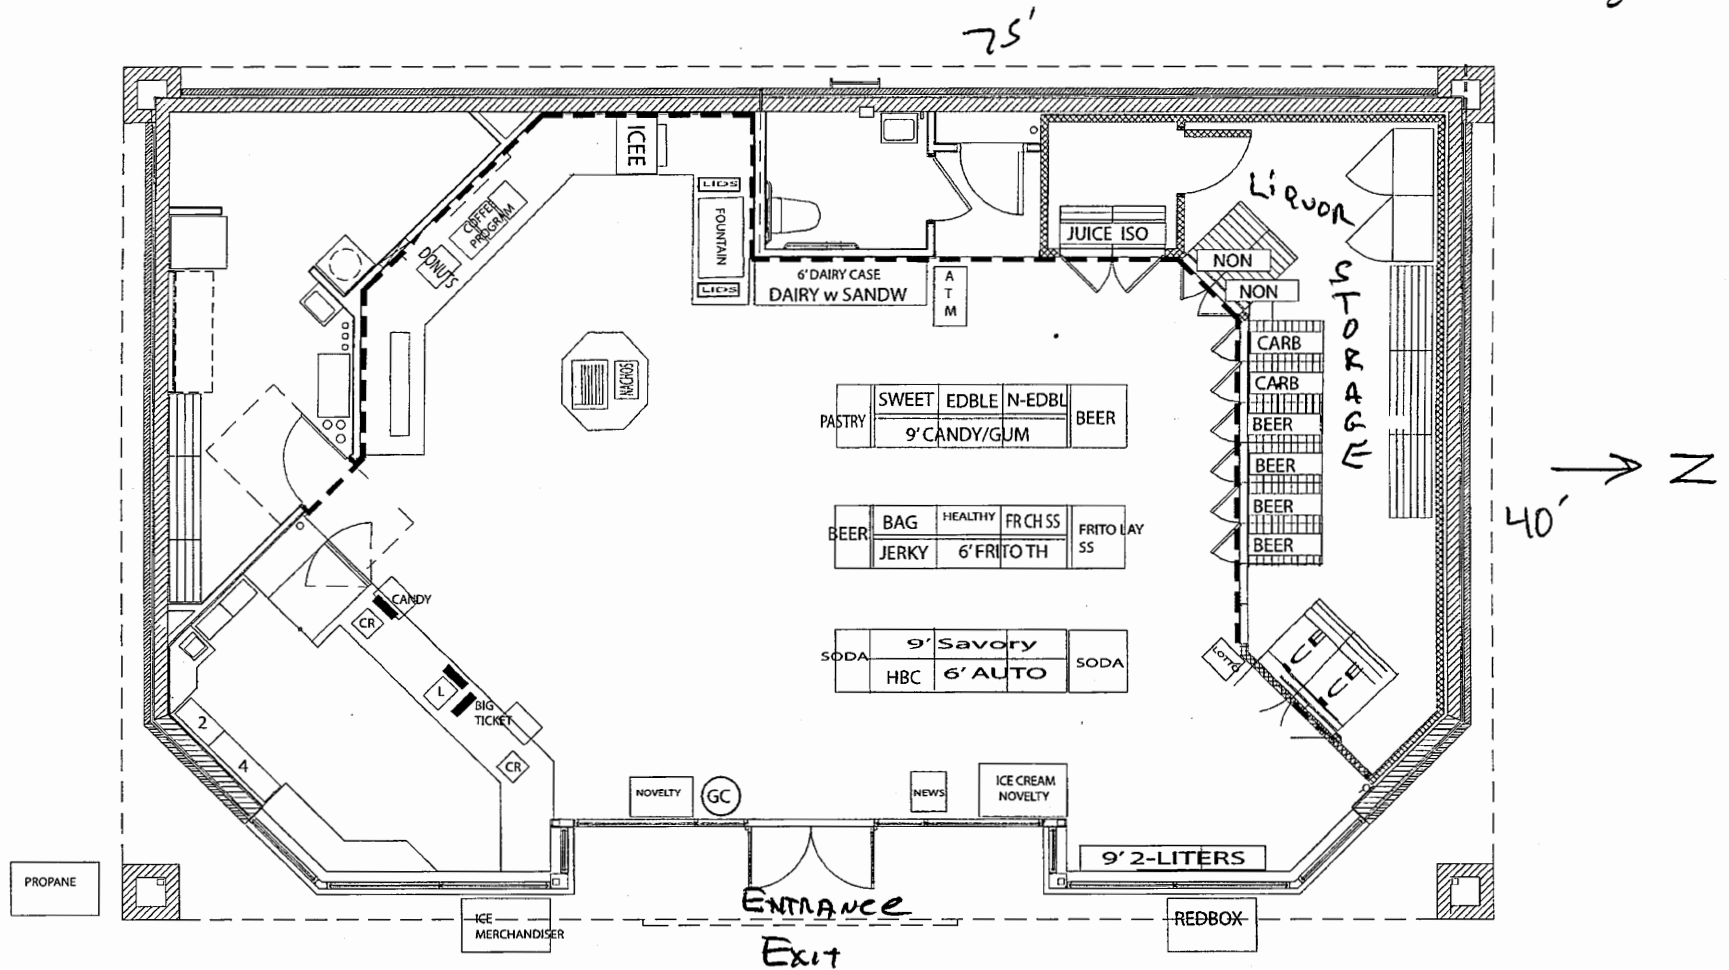 75'
ICEE
LIDS
FOUNTAIN
LIDS
COFFEE
PROGRAM
DONUTS
6' DAIRY CASE
DAIRY w SANDW
ATM
JUICE ISO
LIQUOR
STORAGE
NON
NON
CARB
CARB
BEER
BEER
BEER
BEER
NACHOS
PASTRY
SWEET
EDBLE
N-EDBL
9' CANDY/GUM
BEER
BEER
BAG
HEALTHY
FR CH SS
JERKY
6' FRITO TH
FRITO LAY
SS
SODA
9' Savory
HBC
6' AUTO
SODA
LOTTO
N
40'
CANDY
CR
L
BIG
TICKET
CR
2
4
NOVELTY
GC
NEWS
ICE CREAM
NOVELTY
9' 2-LITERS
PROPANE
ICE
MERCHANDISER
ENTRANCE
EXIT
REDBOX